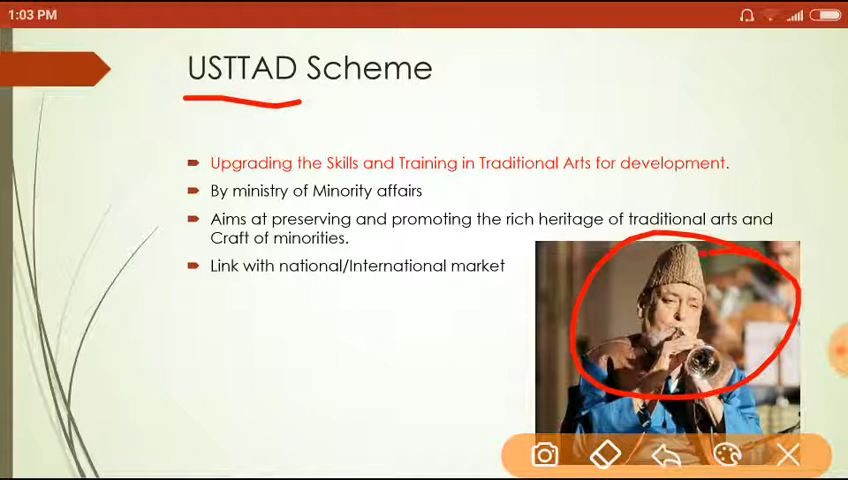 1:03 PM
USTTAD Scheme
Upgrading the Skills and Training in Traditional Arts for development.
By ministry of Minority affairs
Aims at preserving and promoting the rich heritage of traditional arts and
Craft of minorities.
Link with national/International market